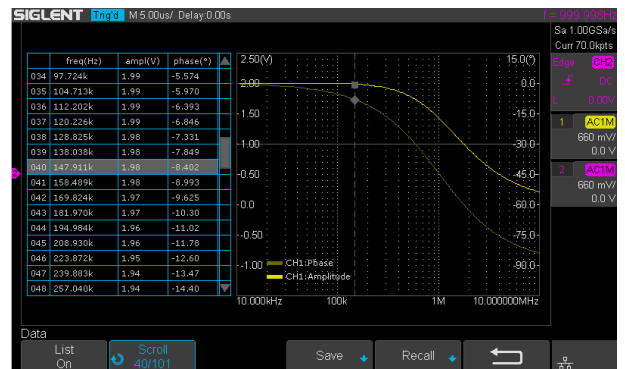 SIGLENT Trig'd M 5.00us/ Delay:0.00s f = 999.998Hz
Sa 1.00GSa/s
Curr 70.0kpts
Edge CH2
DC
L 0.00V
1 AC1M
660 mV/
0.0 V
2 AC1M
660 mV/
0.0 V
freq(Hz) ampl(V) phase(°)
034 97.724k 1.99 -5.574
035 104.713k 1.99 -5.970
036 112.202k 1.99 -6.393
037 120.226k 1.99 -6.846
038 128.825k 1.98 -7.331
039 138.038k 1.98 -7.849
040 147.911k 1.98 -8.402
041 158.489k 1.98 -8.993
042 169.824k 1.97 -9.625
043 181.970k 1.97 -10.30
044 194.984k 1.96 -11.02
045 208.930k 1.96 -11.78
046 223.872k 1.95 -12.60
047 239.883k 1.94 -13.47
048 257.040k 1.94 -14.40
2.50(V) 15.0(°)
2.00 0.0
1.50 -15.0
1.00 -30.0
0.50 -45.0
0.0 -60.0
-0.50 -75.0
-1.00 -90.0
CH1:Phase
CH1:Amplitude
10.000kHz 100k 1M 10.000000MHz
Data
List
On
Scroll
40/101
Save
Recall